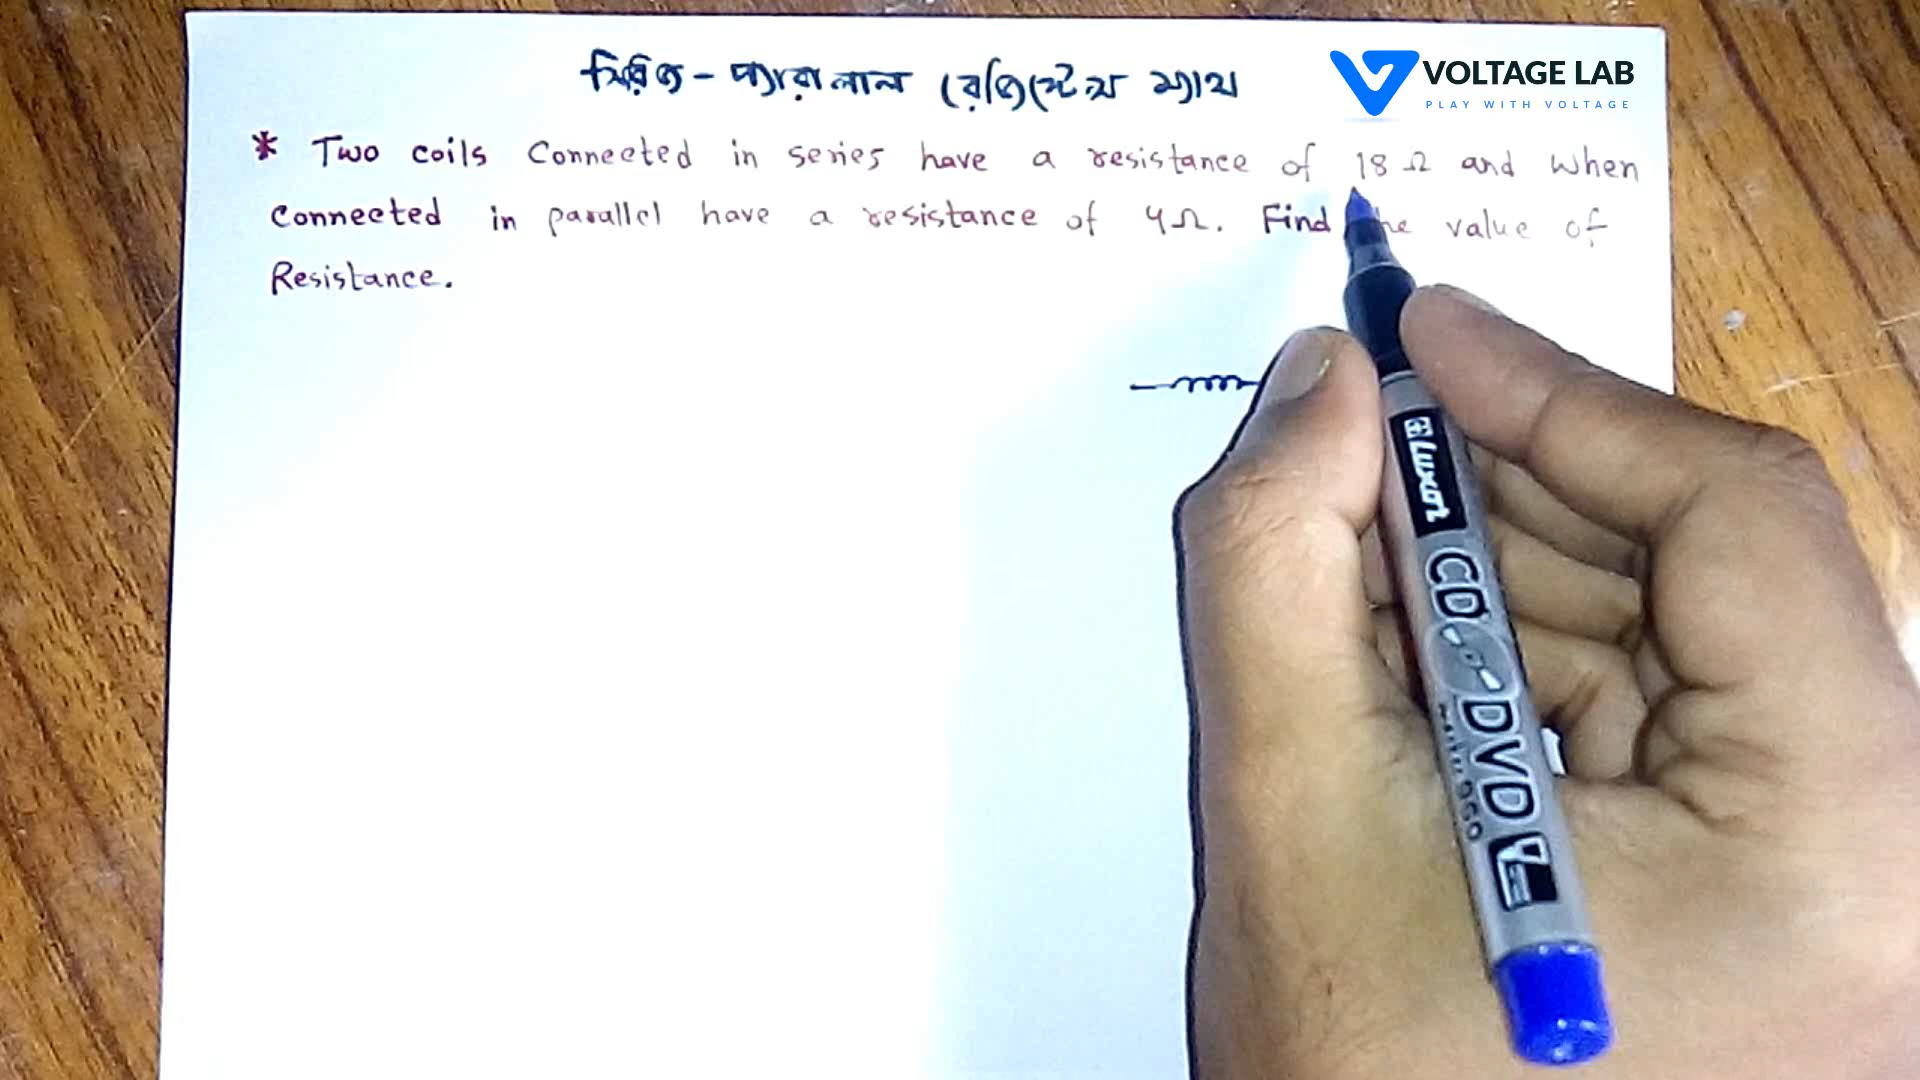 সিরিজ - প্যারালাল রেজিস্টেন্স ম্যাথ
VOLTAGE LAB
PLAY WITH VOLTAGE
* Two coils Connected in series have a resistance of 18 Ω and when
Connected in parallel have a resistance of 4Ω. Find the value of
Resistance.
Luxor
CD DVD